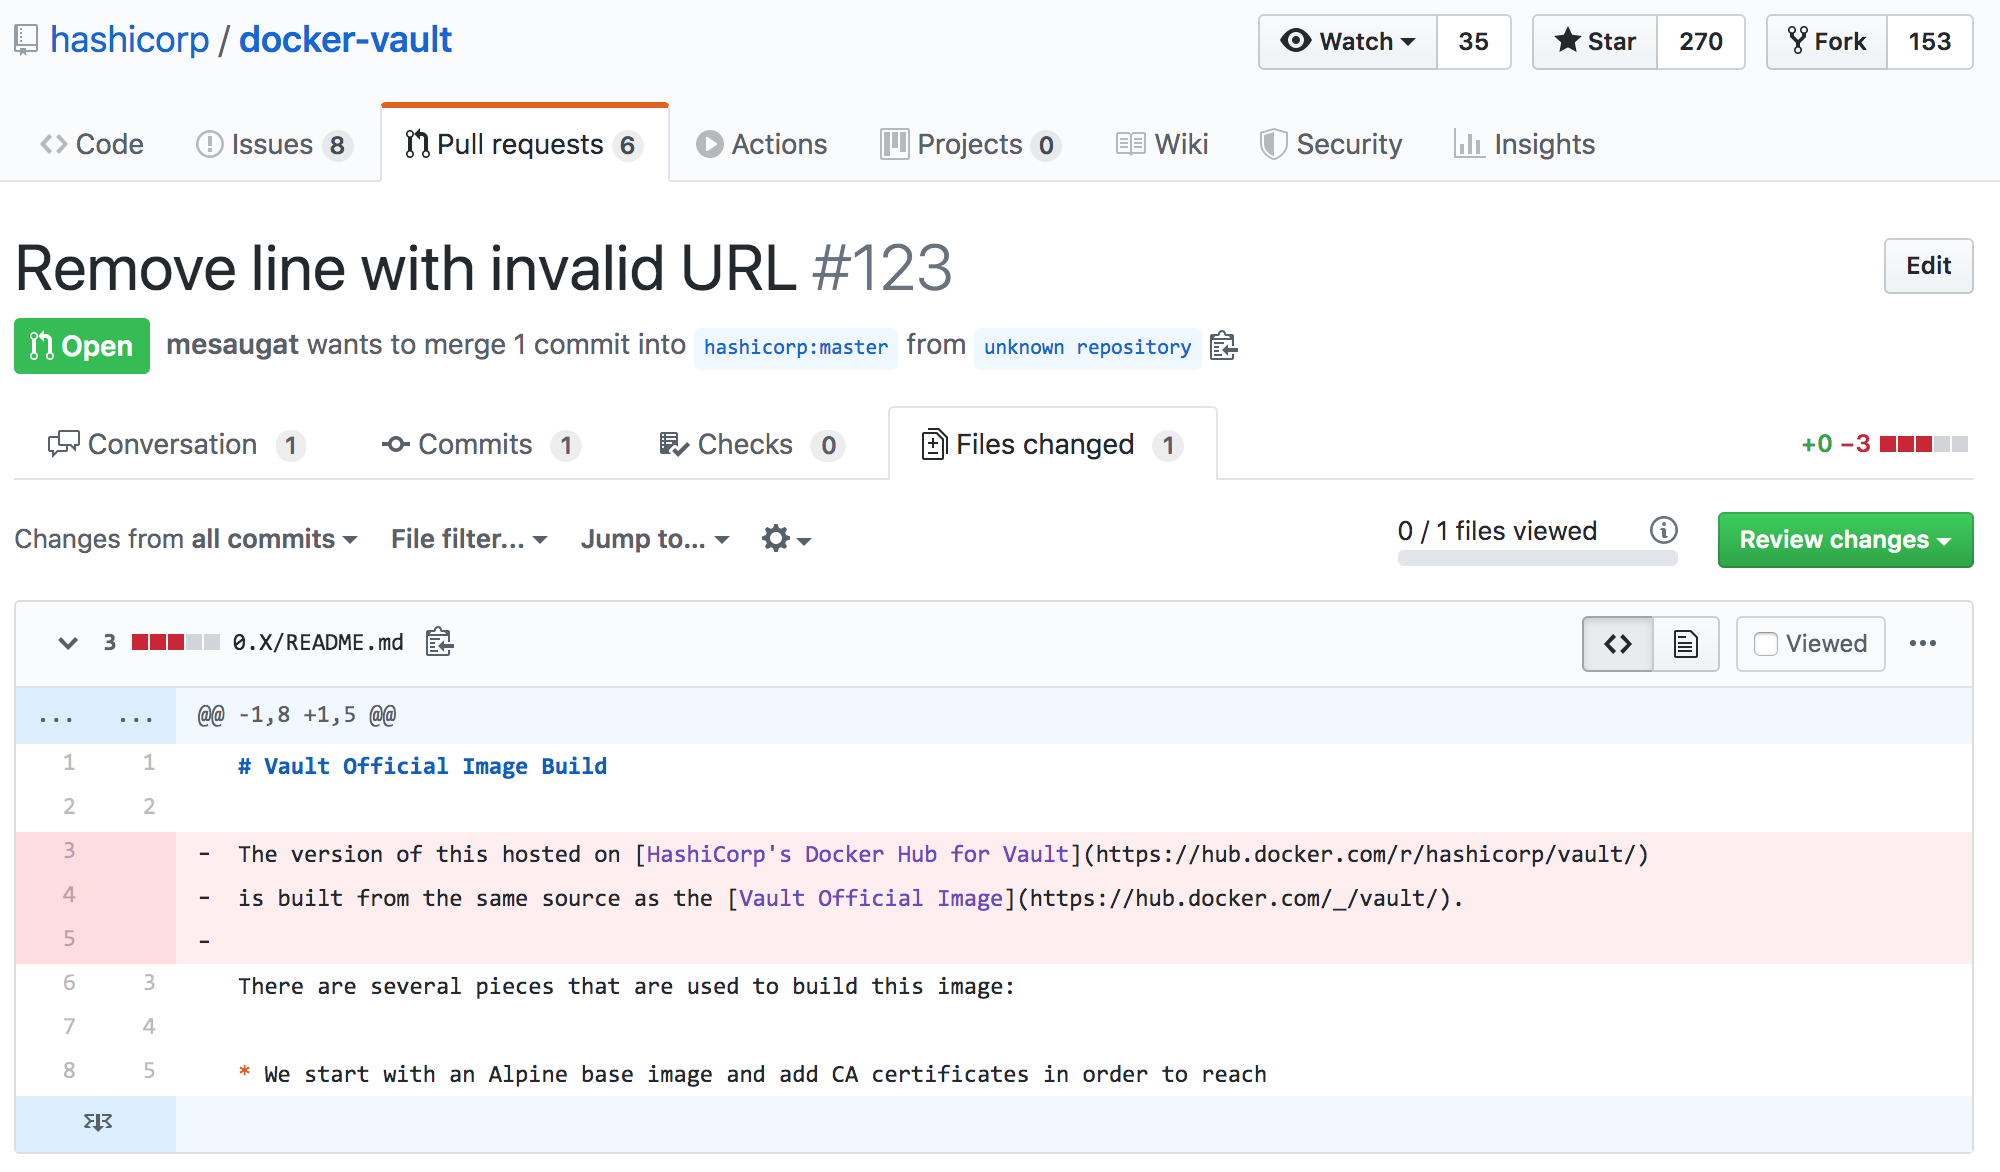 hashicorp / docker-vault
Watch 35 Star 270 Fork 153
Code Issues 8 Pull requests 6 Actions Projects 0 Wiki Security Insights
Remove line with invalid URL #123
Edit
Open mesaugat wants to merge 1 commit into hashicorp:master from unknown repository
Conversation 1 Commits 1 Checks 0 Files changed 1 +0 −3
Changes from all commits File filter... Jump to... 0 / 1 files viewed Review changes
3 0.X/README.md Viewed ...
... ... @@ -1,8 +1,5 @@
1 1 # Vault Official Image Build
2 2
3 - The version of this hosted on [HashiCorp's Docker Hub for Vault](https://hub.docker.com/r/hashicorp/vault/)
4 - is built from the same source as the [Vault Official Image](https://hub.docker.com/_/vault/).
5 -
6 3 There are several pieces that are used to build this image:
7 4
8 5 * We start with an Alpine base image and add CA certificates in order to reach